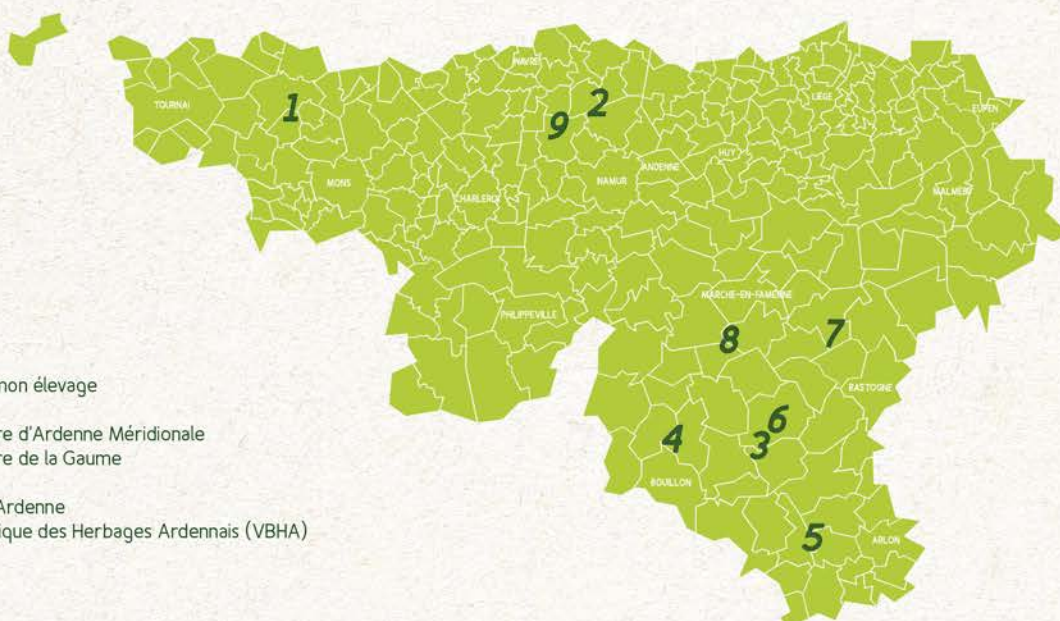 WAVRE
TOURNAI
LIÈGE
1
2
EUPEN
9
HUY
ANDENNE
MONS
NAMUR
MALMEDY
CHARLEROI
MARCHE-EN-FAMENNE
PHILIPPEVILLE
7
8
mon élevage
BASTOGNE
6
re d'Ardenne Méridionale
4
3
re de la Gaume
BOUILLON
Ardenne
ique des Herbages Ardennais (VBHA)
5
ARLON